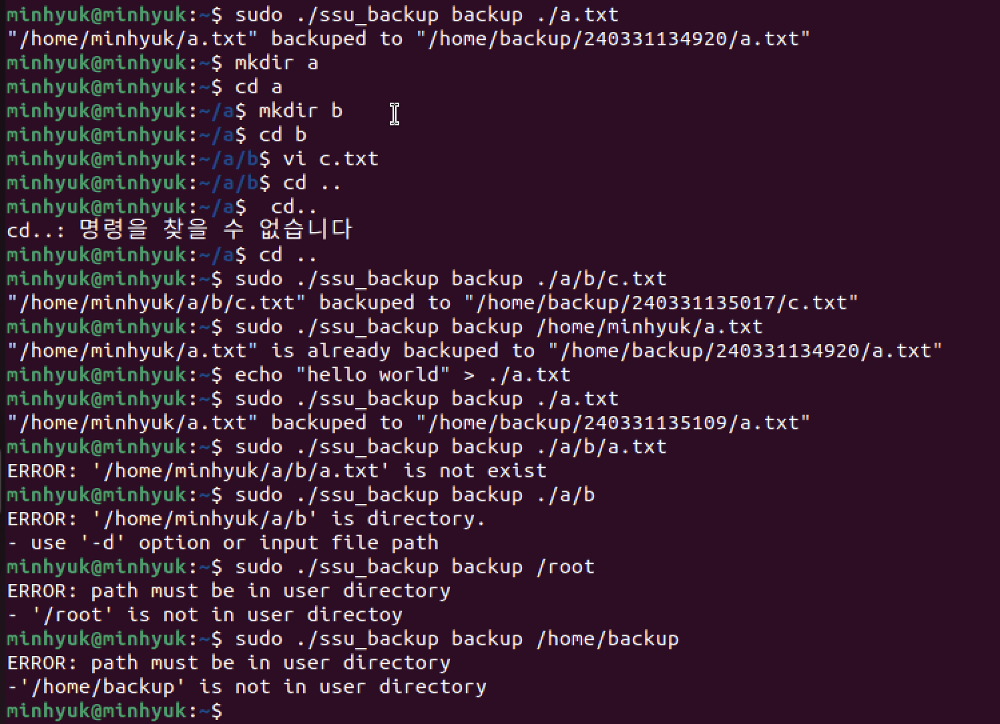 minhyuk@minhyuk:~$ sudo ./ssu_backup backup ./a.txt
"/home/minhyuk/a.txt" backuped to "/home/backup/240331134920/a.txt"
minhyuk@minhyuk:~$ mkdir a
minhyuk@minhyuk:~$ cd a
minhyuk@minhyuk:~/a$ mkdir b
minhyuk@minhyuk:~/a$ cd b
minhyuk@minhyuk:~/a/b$ vi c.txt
minhyuk@minhyuk:~/a/b$ cd ..
minhyuk@minhyuk:~/a$  cd..
cd..: 명령을 찾을 수 없습니다
minhyuk@minhyuk:~/a$ cd ..
minhyuk@minhyuk:~$ sudo ./ssu_backup backup ./a/b/c.txt
"/home/minhyuk/a/b/c.txt" backuped to "/home/backup/240331135017/c.txt"
minhyuk@minhyuk:~$ sudo ./ssu_backup backup /home/minhyuk/a.txt
"/home/minhyuk/a.txt" is already backuped to "/home/backup/240331134920/a.txt"
minhyuk@minhyuk:~$ echo "hello world" > ./a.txt
minhyuk@minhyuk:~$ sudo ./ssu_backup backup ./a.txt
"/home/minhyuk/a.txt" backuped to "/home/backup/240331135109/a.txt"
minhyuk@minhyuk:~$ sudo ./ssu_backup backup ./a/b/a.txt
ERROR: '/home/minhyuk/a/b/a.txt' is not exist
minhyuk@minhyuk:~$ sudo ./ssu_backup backup ./a/b
ERROR: '/home/minhyuk/a/b' is directory.
- use '-d' option or input file path
minhyuk@minhyuk:~$ sudo ./ssu_backup backup /root
ERROR: path must be in user directory
- '/root' is not in user directoy
minhyuk@minhyuk:~$ sudo ./ssu_backup backup /home/backup
ERROR: path must be in user directory
-'/home/backup' is not in user directory
minhyuk@minhyuk:~$